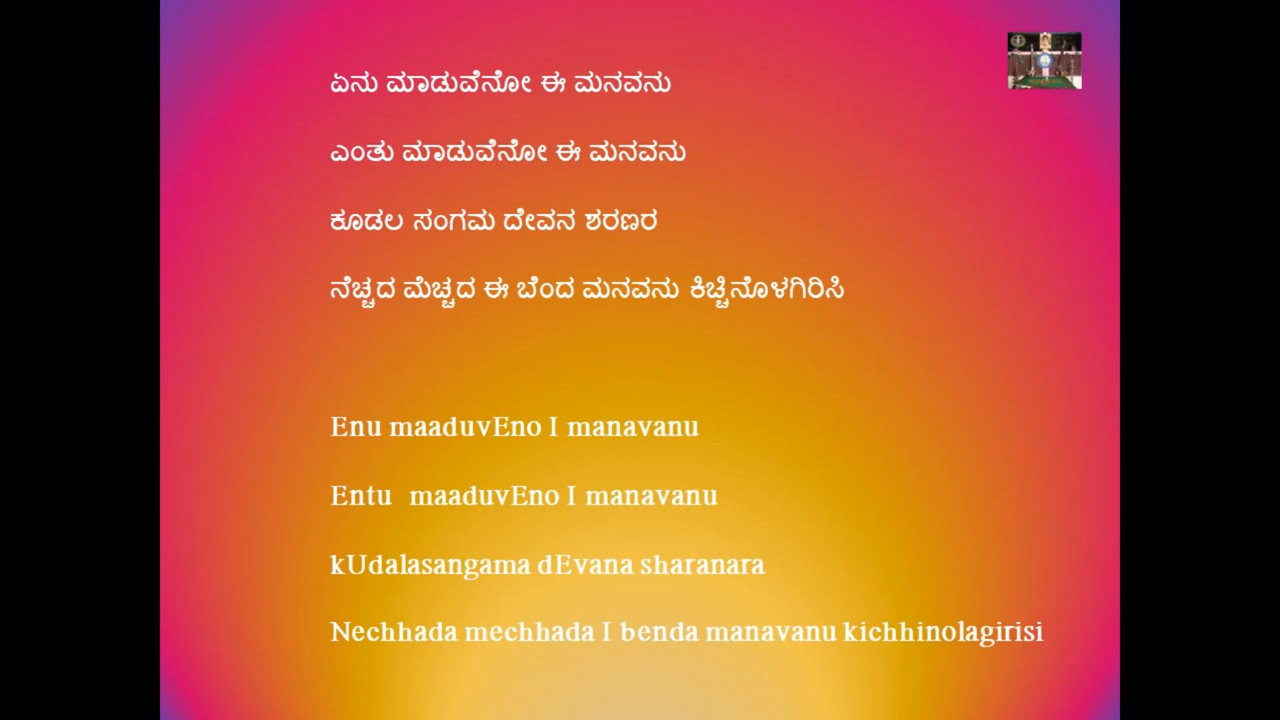 ಏನು ಮಾಡುವೆನೋ ಈ ಮನವನು
ಎಂತು ಮಾಡುವೆನೋ ಈ ಮನವನು
ಕೂಡಲ ಸಂಗಮ ದೇವನ ಶರಣರ
ನೆಚ್ಚದ ಮೆಚ್ಚದ ಈ ಬೆಂದ ಮನವನು ಕಿಚ್ಚಿನೊಳಗಿರಿಸಿ
Enu maaduvEno I manavanu
Entu maaduvEno I manavanu
kUdalasangama dEvana sharanara
Nechhada mechhada I benda manavanu kichhinolagirisi